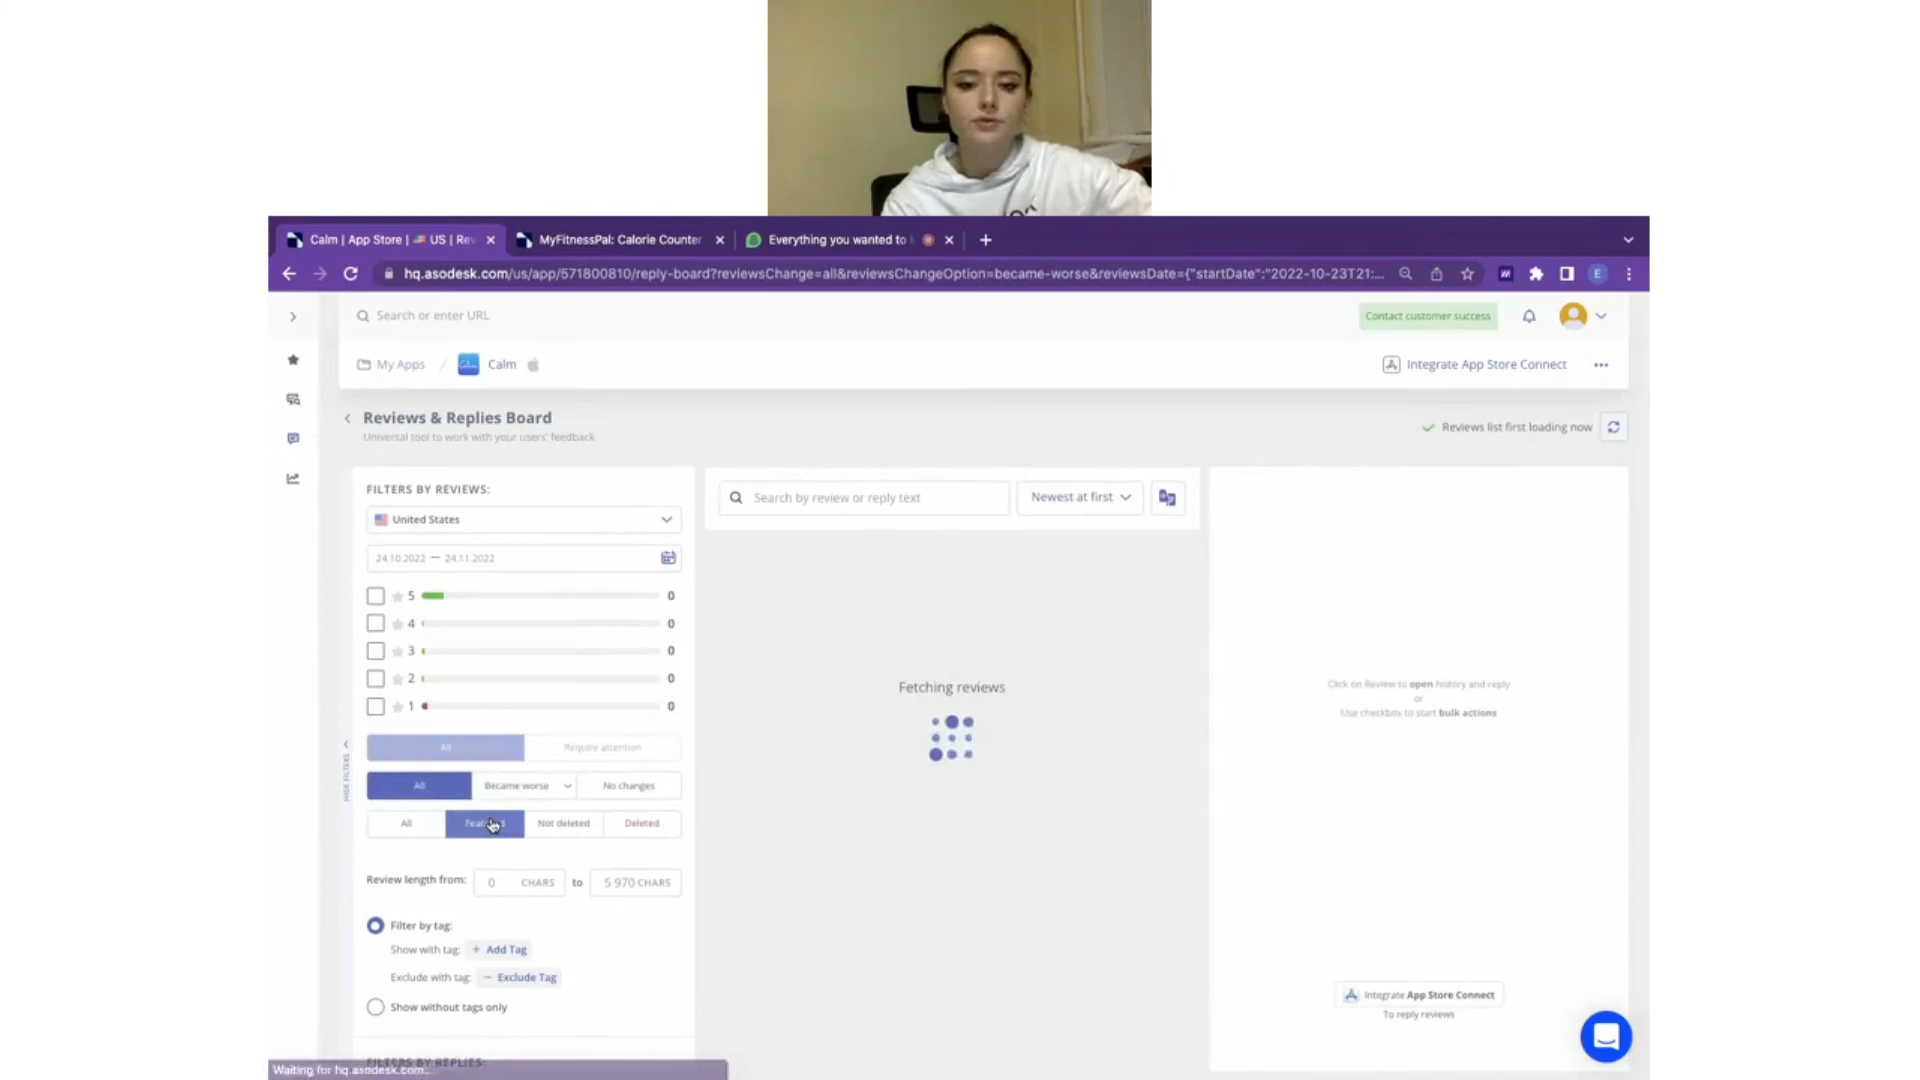 Calm | App Store | US | Rev
MyFitnessPal: Calorie Counter
Everything you wanted to
hq.asodesk.com/us/app/571800810/reply-board?reviewsChange=all&reviewsChangeOption=became-worse&reviewsDate={"startDate":"2022-10-23T21:...
E
Search or enter URL
Contact customer success
My Apps / Calm
Integrate App Store Connect
Reviews & Replies Board
Universal tool to work with your users' feedback.
Reviews list first loading now
FILTERS BY REVIEWS:
United States
24.10.2022 — 24.11.2022
5 0
4 0
3 0
2 0
1 0
All Require attention
All Became worse No changes
All Featured Not deleted Deleted
HIDE FILTERS
Review length from: 0 CHARS to 5 970 CHARS
Filter by tag:
Show with tag: + Add Tag
Exclude with tag: − Exclude Tag
Show without tags only
FILTERS BY REPLIES:
Search by review or reply text
Newest at first
Fetching reviews
Click on Review to open history and reply
or
Use checkbox to start bulk actions
Integrate App Store Connect
To reply reviews
Waiting for hq.asodesk.com...